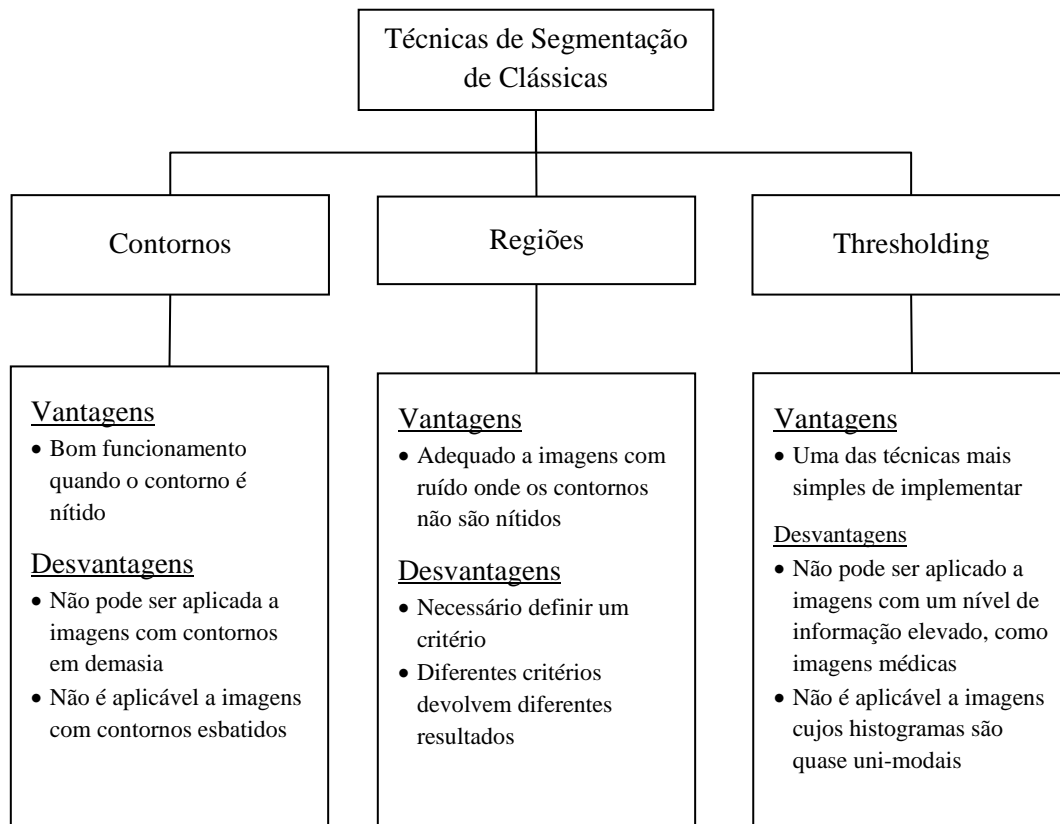 Técnicas de Segmentação
de Clássicas
Contornos
Regiões
Thresholding
Vantagens
• Bom funcionamento
quando o contorno é
nítido
Desvantagens
• Não pode ser aplicada a
imagens com contornos
em demasia
• Não é aplicável a imagens
com contornos esbatidos
Vantagens
• Adequado a imagens com
ruído onde os contornos
não são nítidos
Desvantagens
• Necessário definir um
critério
• Diferentes critérios
devolvem diferentes
resultados
Vantagens
• Uma das técnicas mais
simples de implementar
Desvantagens
• Não pode ser aplicado a
imagens com um nível de
informação elevado, como
imagens médicas
• Não é aplicável a imagens
cujos histogramas são
quase uni-modais